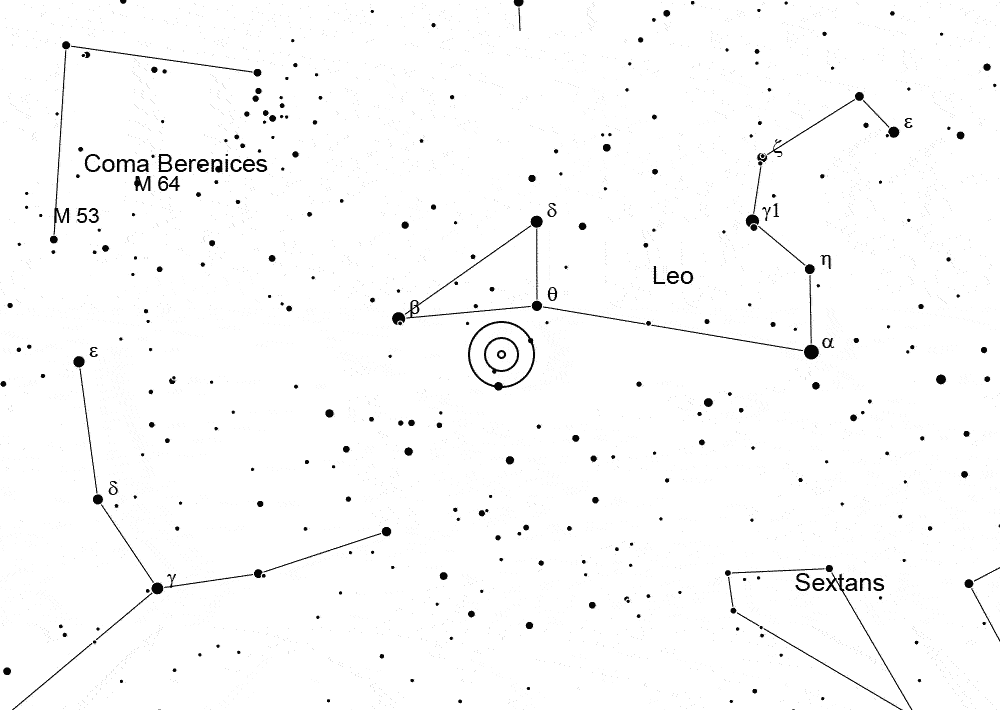 ε
ζ
Coma Berenices
M 64
δ
γ1
M 53
η
Leo
θ
β
α
ε
δ
γ
Sextans